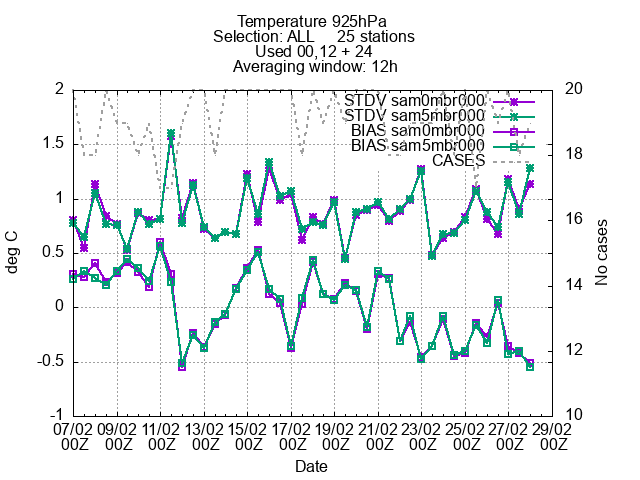 Temperature 925hPa
Selection: ALL 25 stations
Used 00,12 + 24
Averaging window: 12h
STDV sam0mbr000
STDV sam5mbr000
BIAS sam0mbr000
BIAS sam5mbr000
CASES
deg C
2
1.5
1
0.5
0
-0.5
-1
No cases
20
18
16
14
12
10
07/02 09/02 11/02 13/02 15/02 17/02 19/02 21/02 23/02 25/02 27/02 29/02
00Z 00Z 00Z 00Z 00Z 00Z 00Z 00Z 00Z 00Z 00Z 00Z
Date